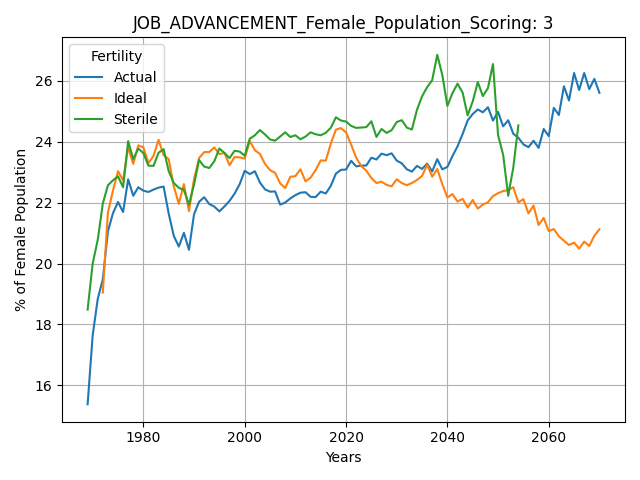 JOB_ADVANCEMENT_Female_Population_Scoring: 3
Fertility
Actual
Ideal
Sterile
% of Female Population
26
24
22
20
18
16
1980
2000
2020
2040
2060
Years